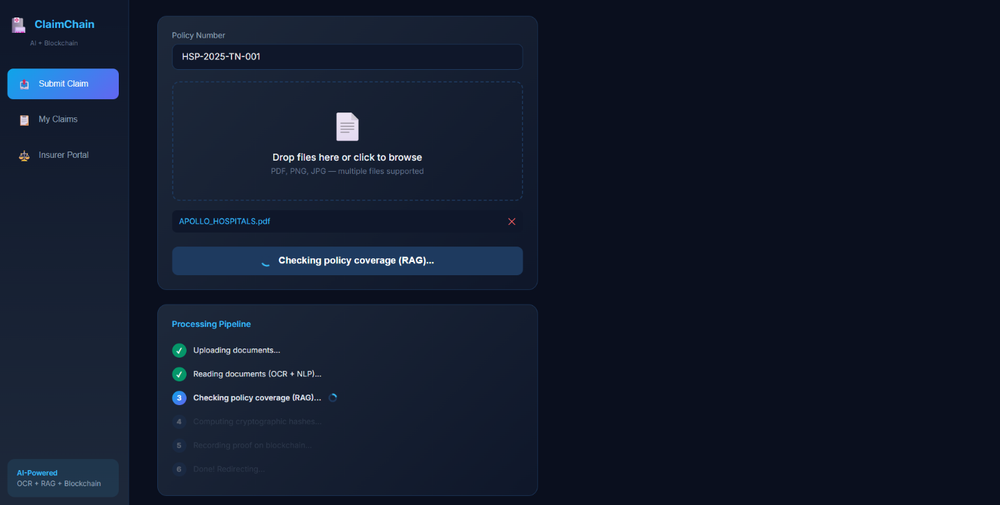 ClaimChain
AI + Blockchain
Submit Claim
My Claims
Insurer Portal
AI-Powered
OCR + RAG + Blockchain
Policy Number
HSP-2025-TN-001
Drop files here or click to browse
PDF, PNG, JPG — multiple files supported
APOLLO_HOSPITALS.pdf
Checking policy coverage (RAG)...
Processing Pipeline
✓ Uploading documents...
✓ Reading documents (OCR + NLP)...
3 Checking policy coverage (RAG)...
4 Computing cryptographic hashes...
5 Recording proof on blockchain...
6 Done! Redirecting...